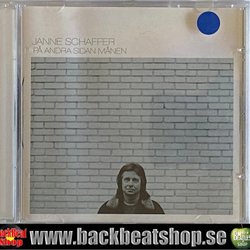 JANNE SCHAFFER
PÅ ANDRA SIDAN MÅNEN
www.backbeatshop.se